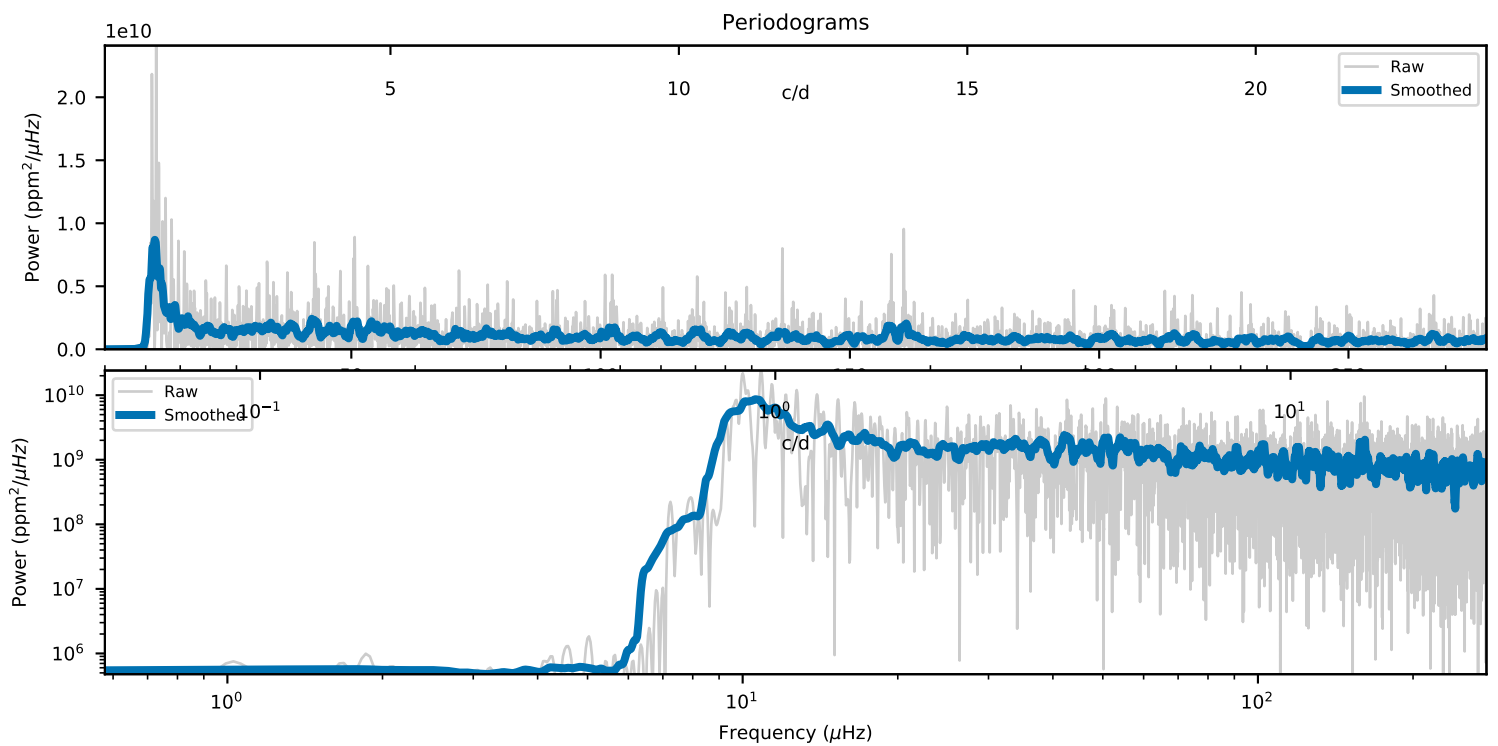 Periodograms
1e10
5 10 15 20
c/d
Raw
Smoothed
2.0
1.5
1.0
0.5
0.0
Power (ppm²/μHz)
Raw
Smoothed
10⁻¹ 10⁰ 10¹
c/d
10¹⁰
10⁹
10⁸
10⁷
10⁶
Power (ppm²/μHz)
10⁰ 10¹ 10²
Frequency (μHz)